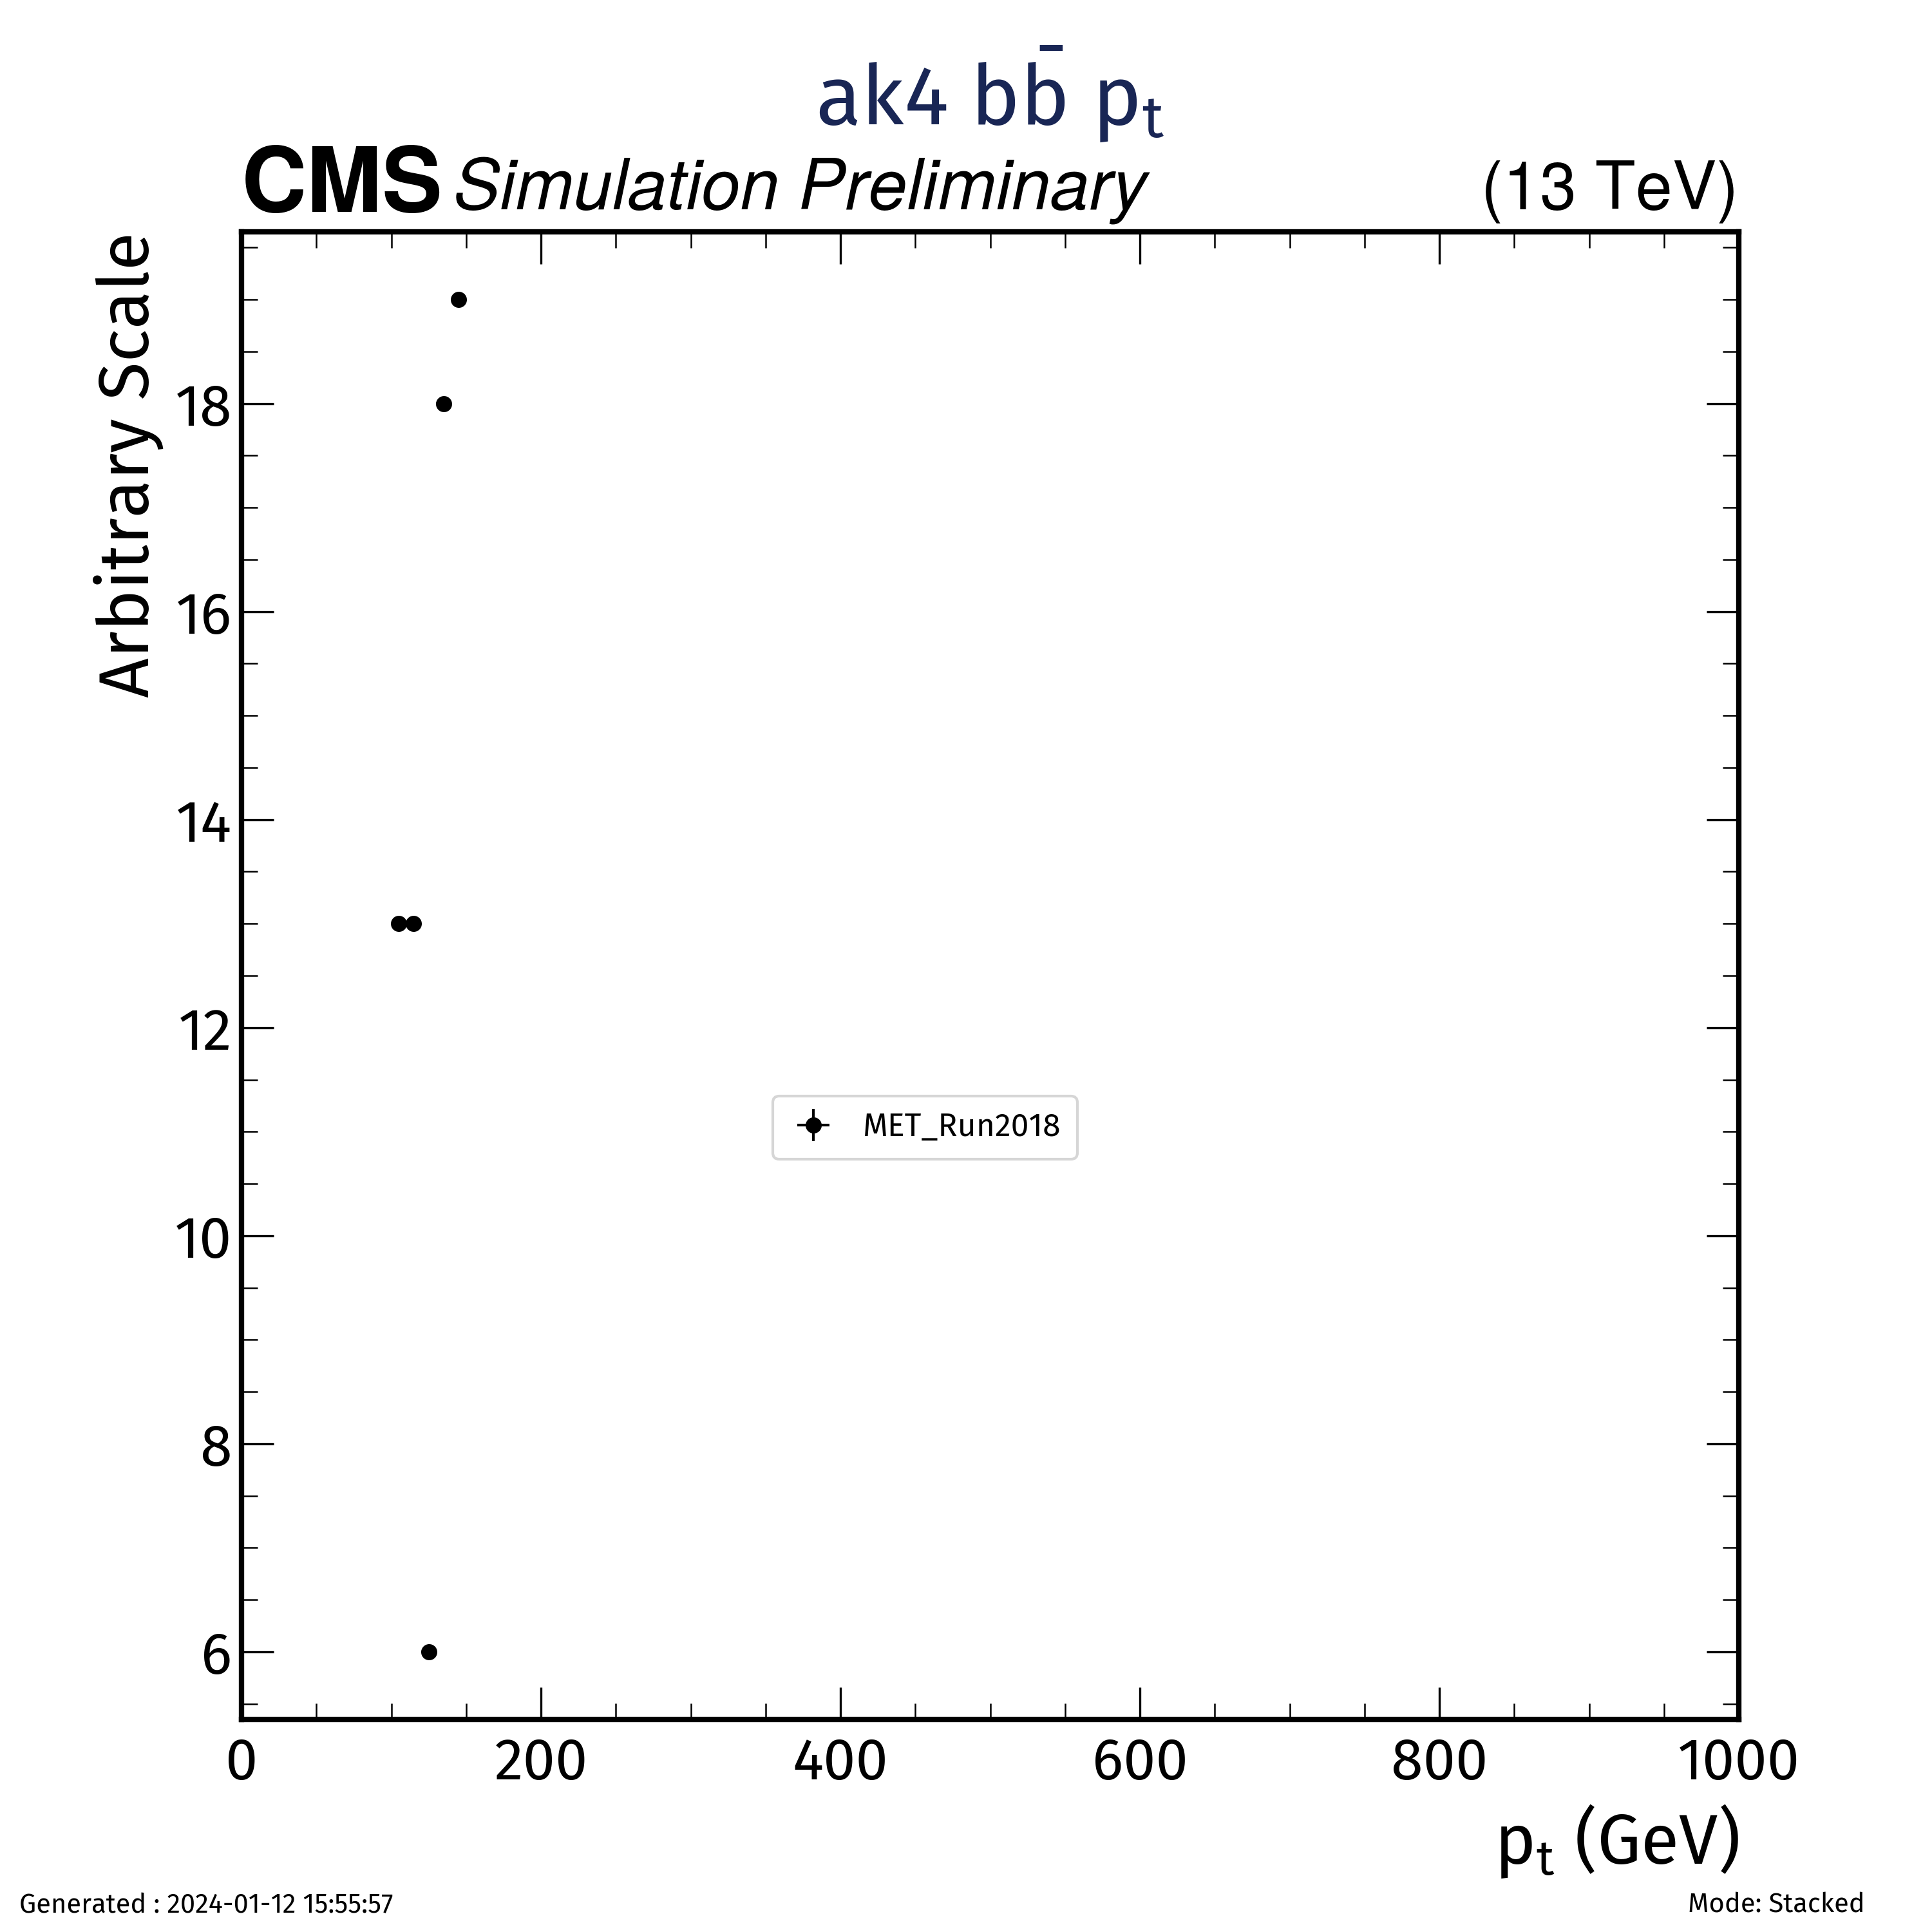 ak4 bb̄ pₜ
CMS Simulation Preliminary (13 TeV)
Arbitrary Scale
18
16
14
12
10
8
6
MET_Run2018
0 200 400 600 800 1000
pₜ (GeV)
Generated : 2024-01-12 15:55:57 Mode: Stacked